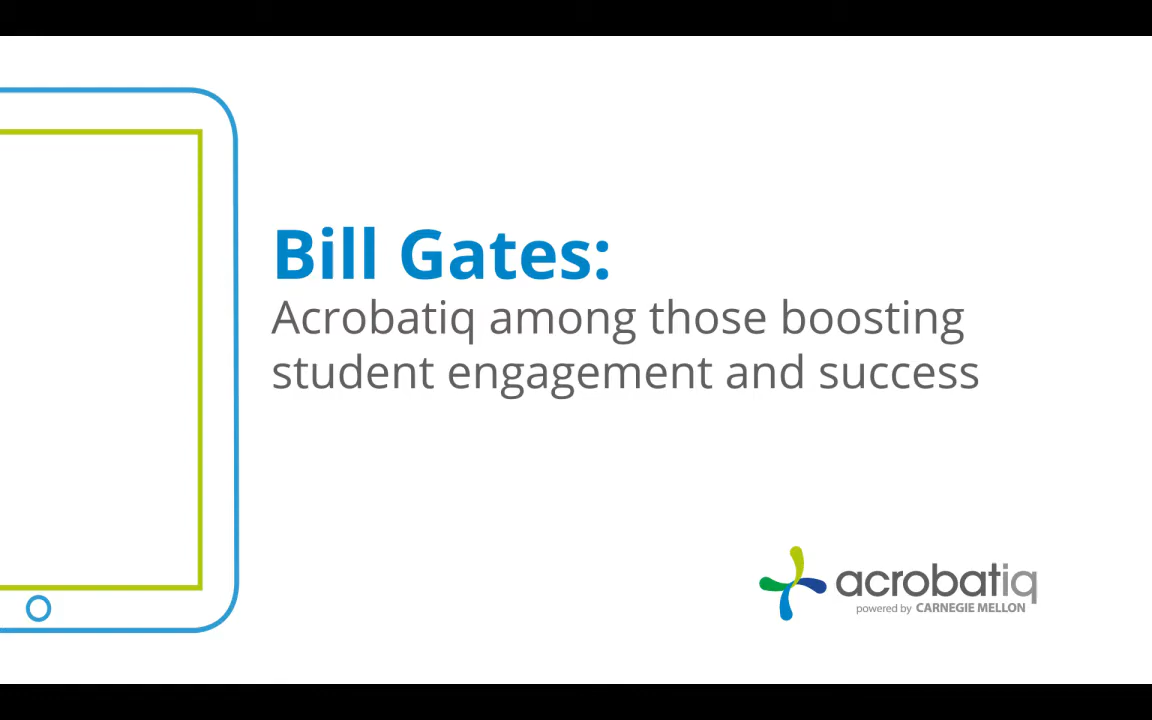 Bill Gates:
Acrobatiq among those boosting
student engagement and success
acrobatiq
powered by CARNEGIE MELLON